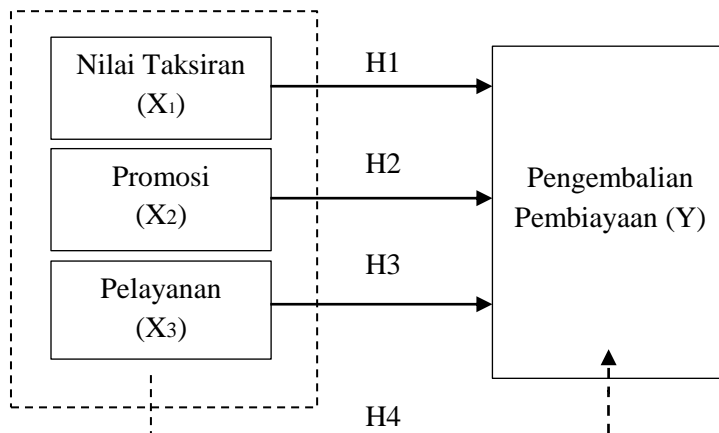 Nilai Taksiran
(X₁)
H1
Promosi
(X2)
H2
Pelayanan
(X3)
H3
Pengembalian
Pembiayaan (Y)
H4